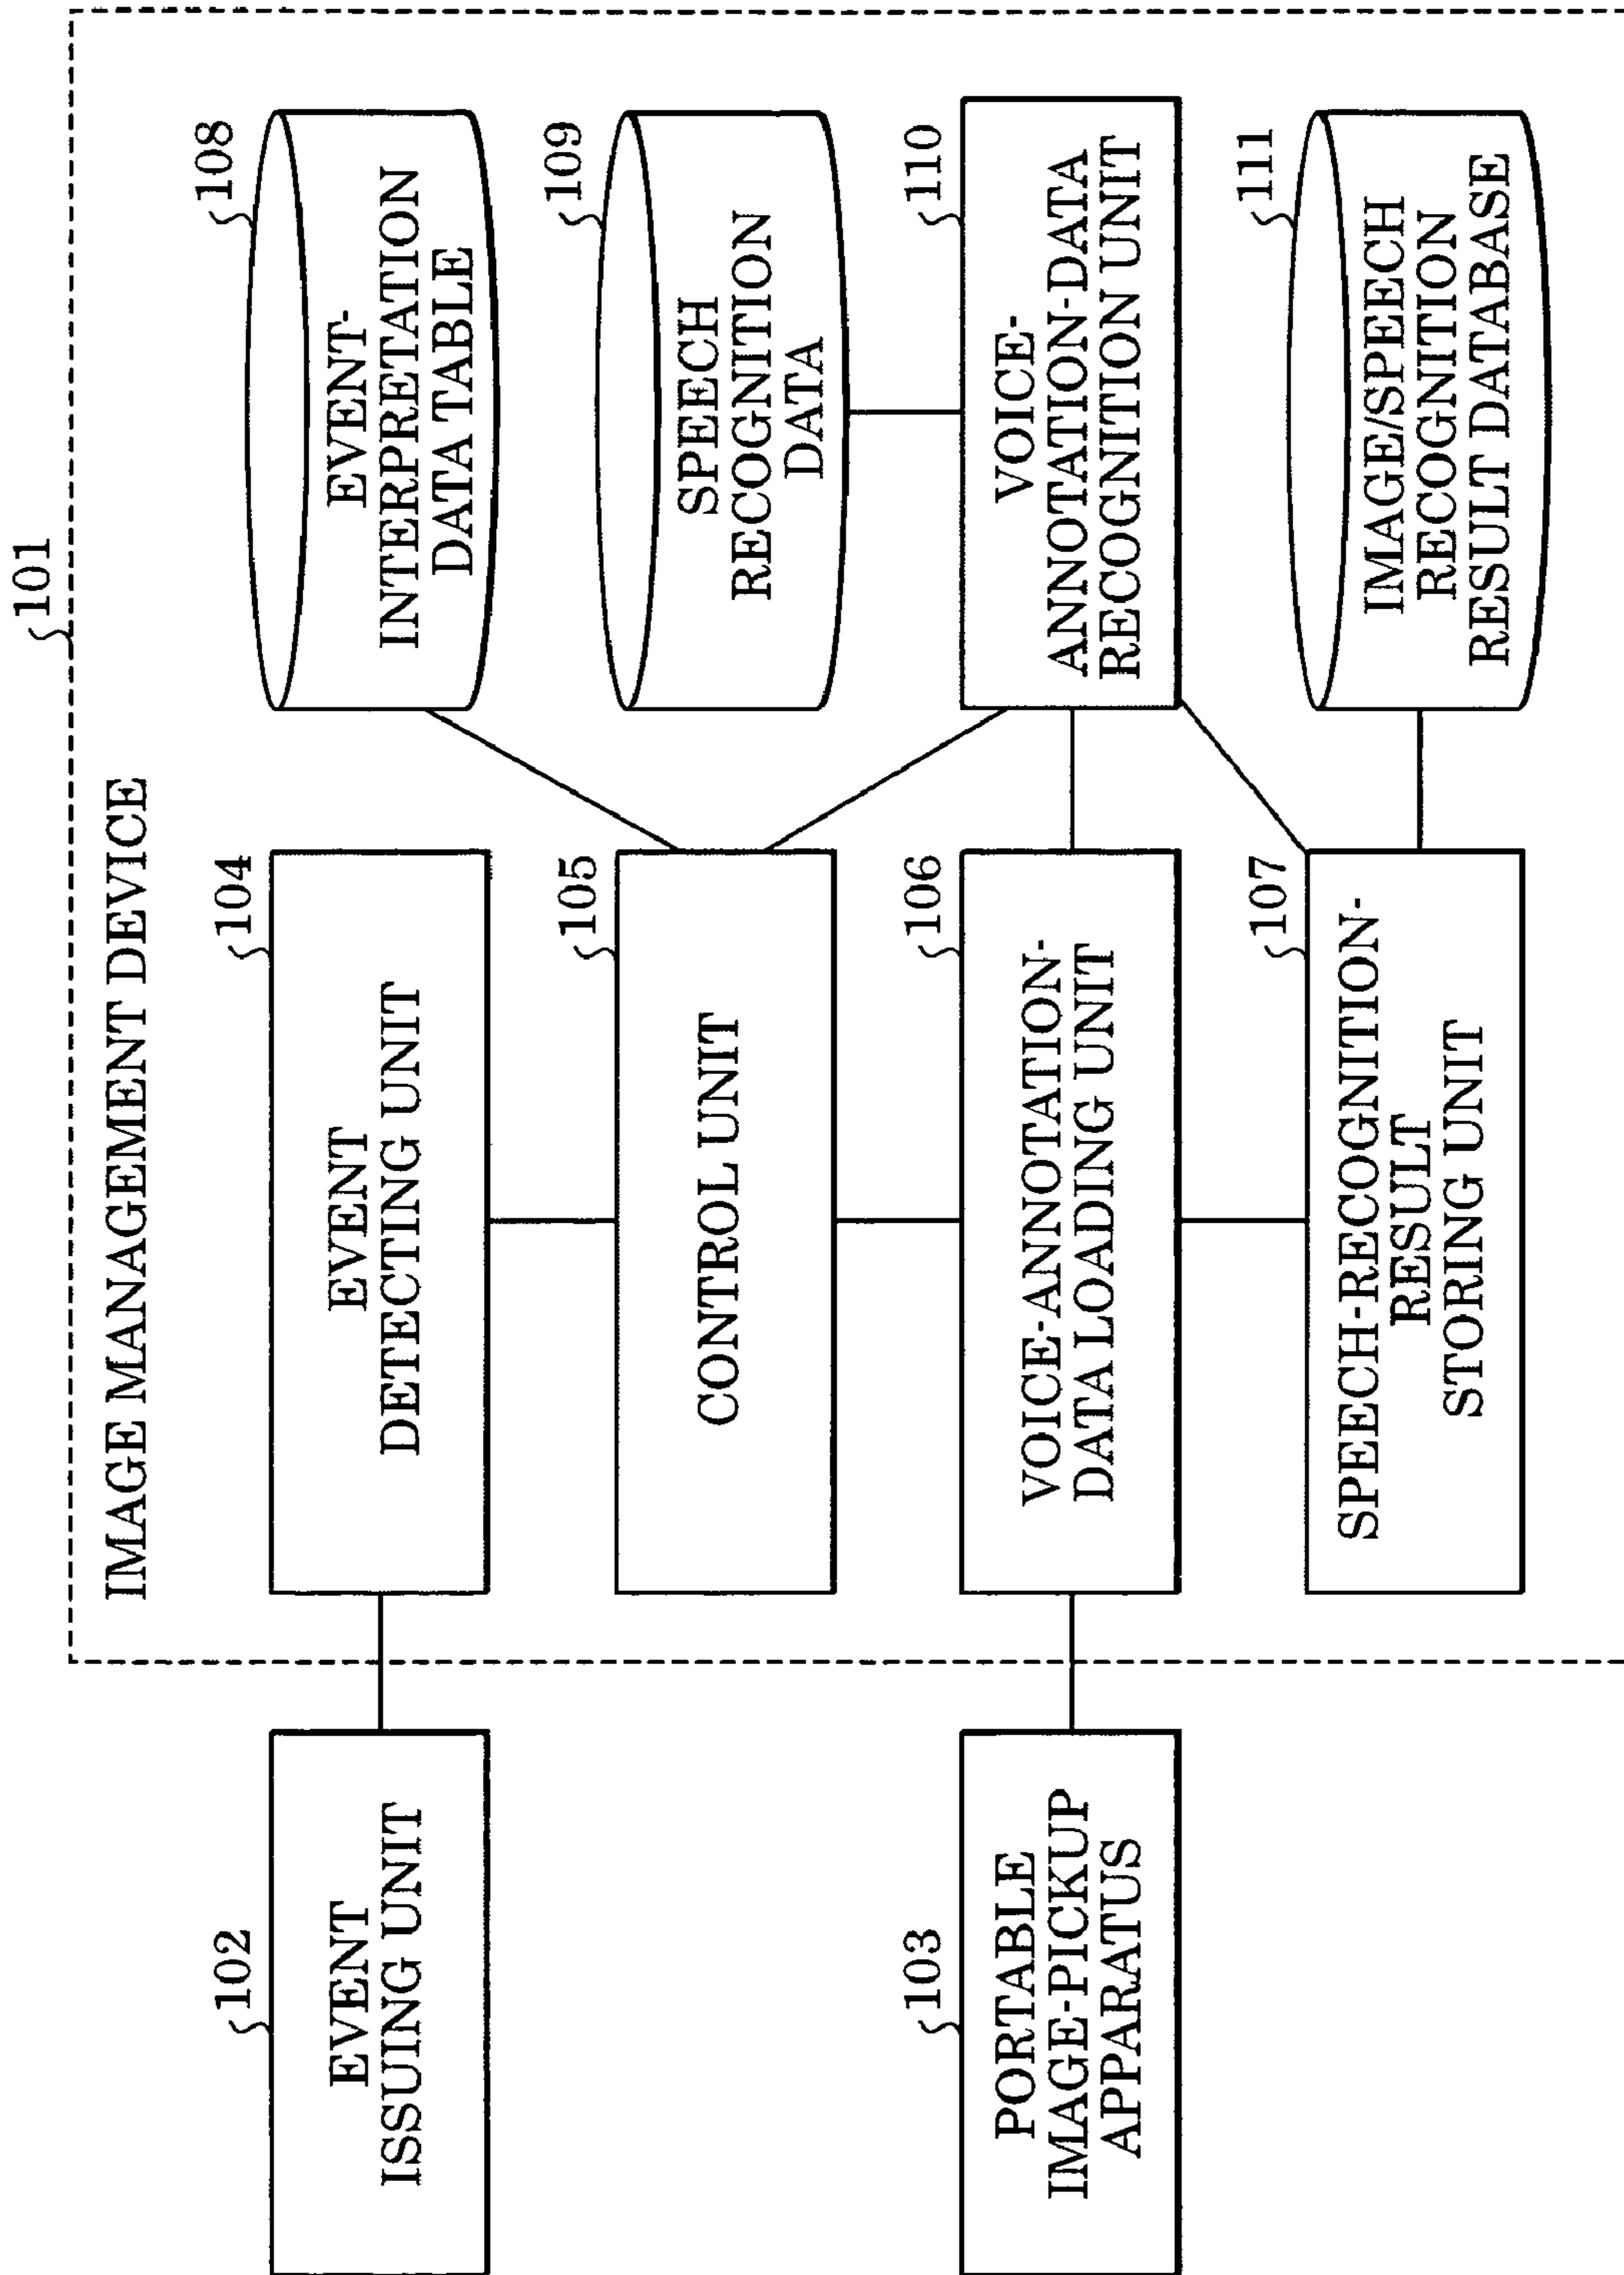 101
IMAGE MANAGEMENT DEVICE
102
EVENT
ISSUING UNIT
104
EVENT
DETECTING UNIT
108
EVENT-
INTERPRETATION
DATA TABLE
105
CONTROL UNIT
109
SPEECH
RECOGNITION
DATA
103
PORTABLE
IMAGE-PICKUP
APPARATUS
106
VOICE-ANNOTATION-
DATA LOADING UNIT
110
VOICE-
ANNOTATION-DATA
RECOGNITION UNIT
107
SPEECH-RECOGNITION-
RESULT
STORING UNIT
111
IMAGE/SPEECH
RECOGNITION
RESULT DATABASE